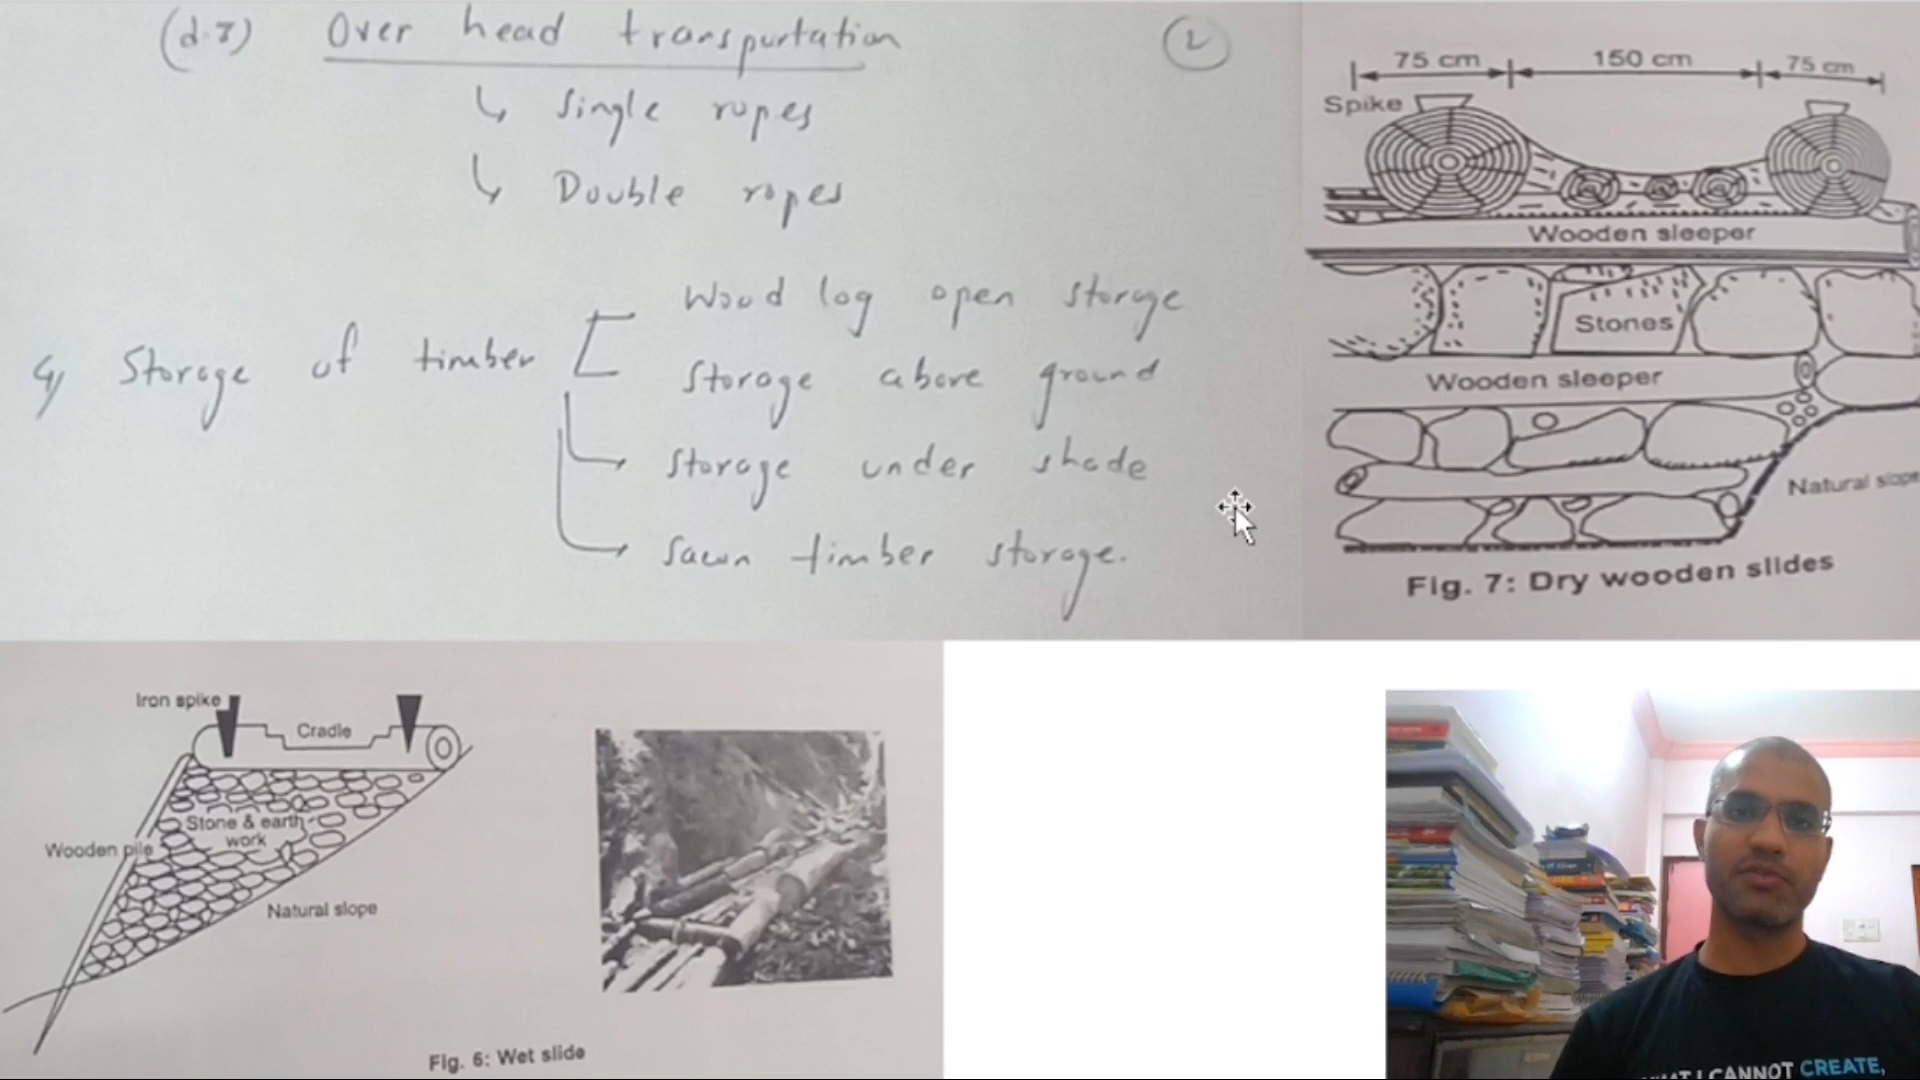 (d.7) Over head transportation
2
↳ Single ropes
↳ Double ropes
4) Storage of timber
Wood log open storage
Storage above ground
→ Storage under shade
→ Sawn timber storage.
75 cm 150 cm 75 cm
Spike
Wooden sleeper
Stones
Wooden sleeper
Natural slope
Fig. 7: Dry wooden slides
Iron spike
Cradle
Stone & earth
work
Wooden pile
Natural slope
Fig. 6: Wet slide
I CANNOT CREATE,